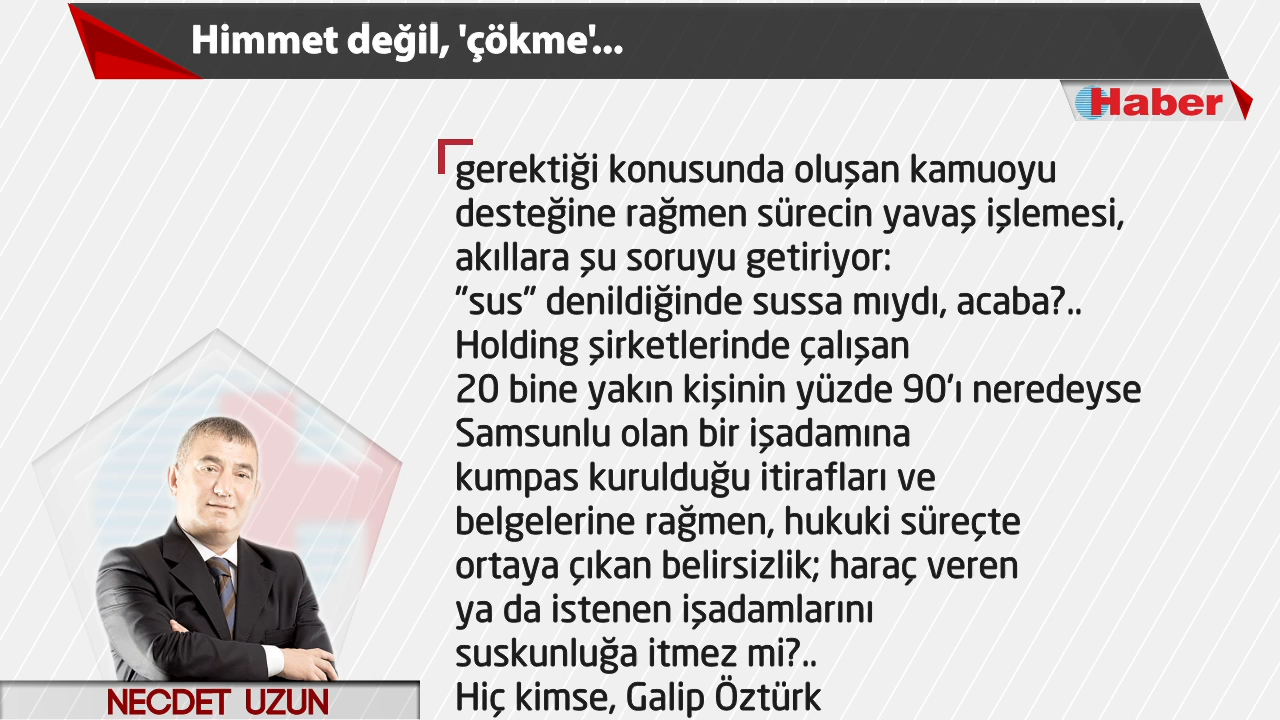 Himmet değil, 'çökme'...
Haber
gerektiği konusunda oluşan kamuoyu
desteğine rağmen sürecin yavaş işlemesi,
akıllara şu soruyu getiriyor:
"sus" denildiğinde sussa mıydı, acaba?..
Holding şirketlerinde çalışan
20 bine yakın kişinin yüzde 90'ı neredeyse
Samsunlu olan bir işadamına
kumpas kurulduğu itirafları ve
belgelerine rağmen, hukuki süreçte
ortaya çıkan belirsizlik; haraç veren
ya da istenen işadamlarını
suskunluğa itmez mi?..
Hiç kimse, Galip Öztürk
NECDET UZUN